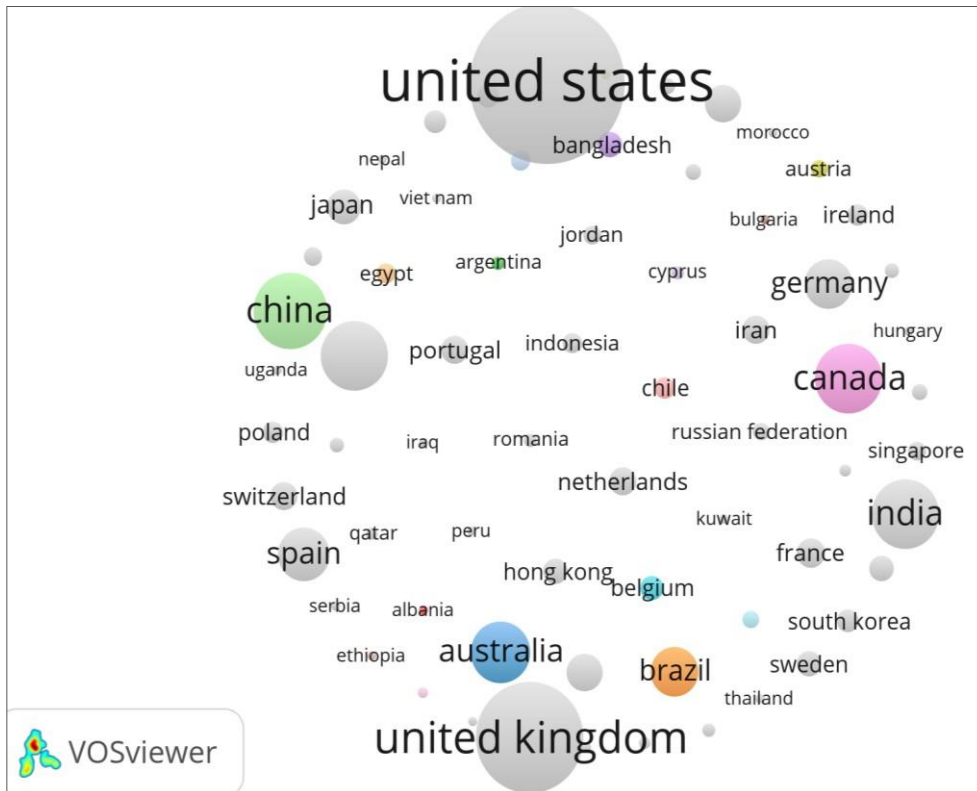 united states
morocco
bangladesh
nepal
austria
viet nam
japan
bulgaria
ireland
jordan
argentina
egypt
cyprus
germany
china
iran
hungary
indonesia
portugal
uganda
canada
chile
poland
russian federation
iraq
romania
singapore
netherlands
switzerland
india
kuwait
peru
qatar
spain
france
hong kong
belgium
serbia
albania
south korea
australia
ethiopia
sweden
brazil
thailand
united kingdom
VOSviewer